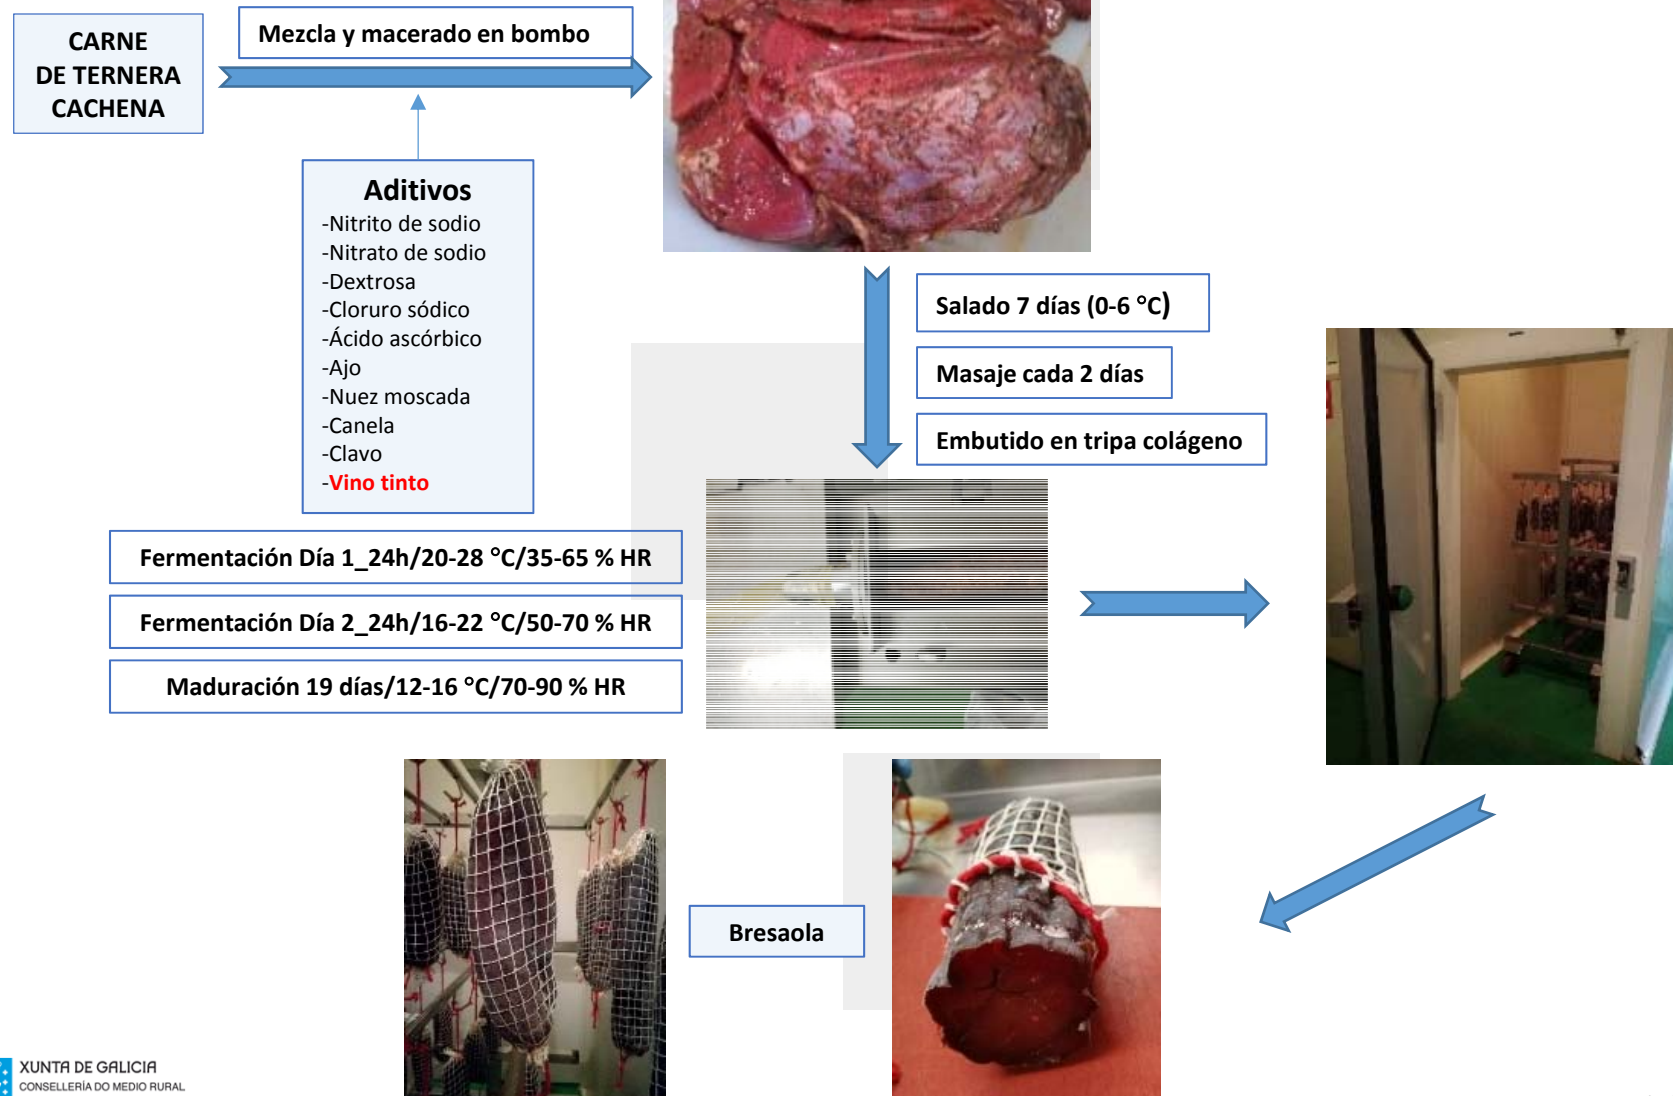 CARNE
DE TERNERA
CACHENA
Mezcla y macerado en bombo
Aditivos
-Nitrito de sodio
-Nitrato de sodio
-Dextrosa
-Cloruro sódico
-Ácido ascórbico
-Ajo
-Nuez moscada
-Canela
-Clavo
-Vino tinto
Salado 7 días (0-6 °C)
Masaje cada 2 días
Embutido en tripa colágeno
Fermentación Día 1_24h/20-28 °C/35-65 % HR
Fermentación Día 2_24h/16-22 °C/50-70 % HR
Maduración 19 días/12-16 °C/70-90 % HR
Bresaola
XUNTA DE GALICIA
CONSELLERÍA DO MEDIO RURAL